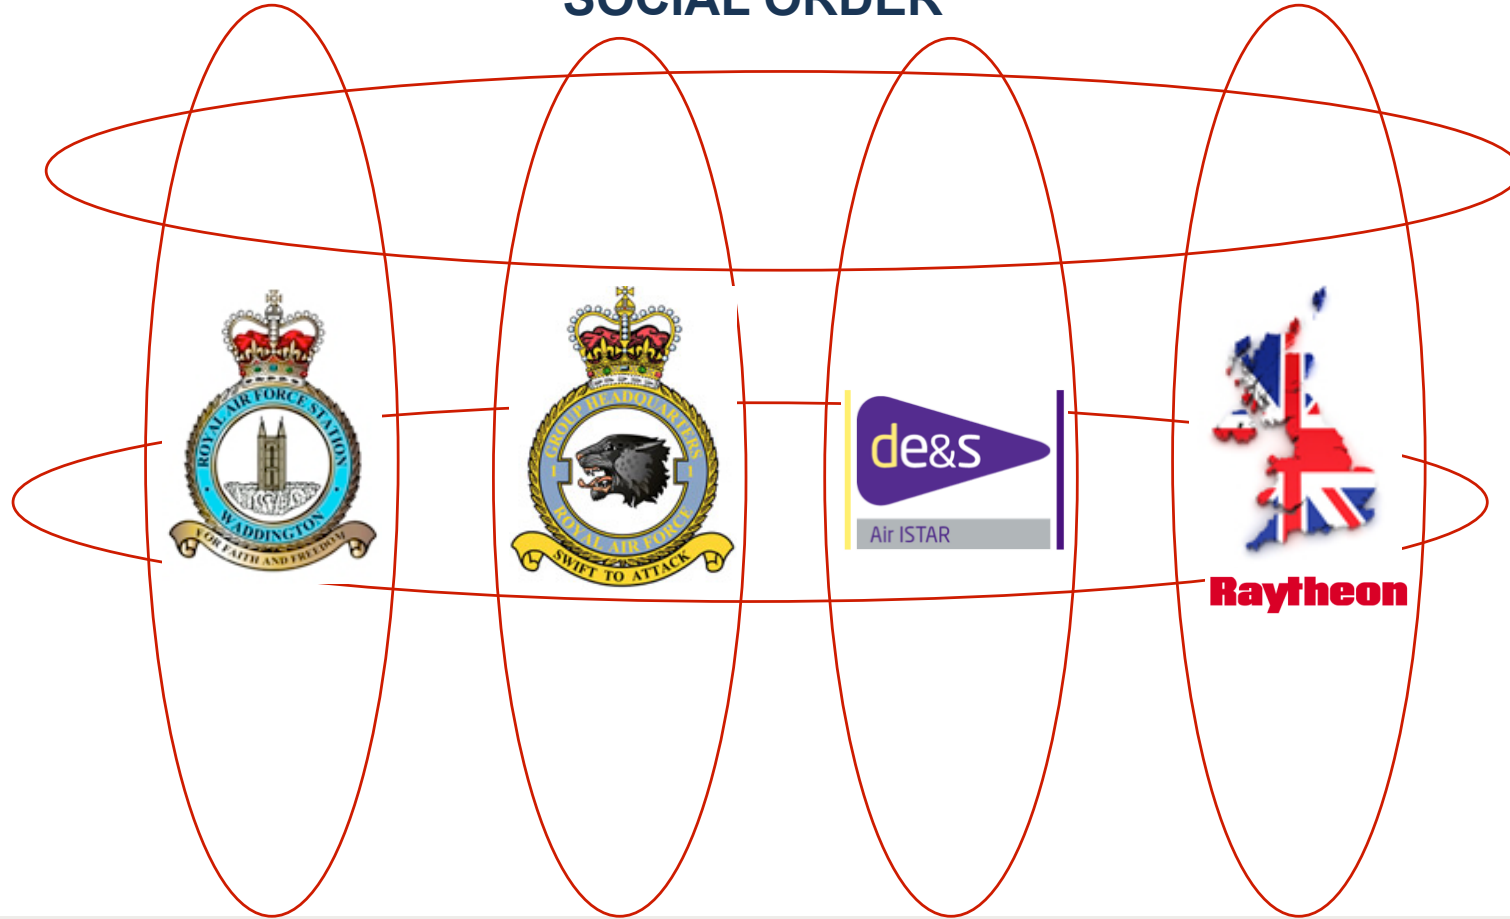 SOCIAL ORDER
ROYAL AIR FORCE STATION
WADDINGTON
FOR FAITH AND FREEDOM
GROUP HEADQUARTERS
1 1
ROYAL AIR FORCE
SWIFT TO ATTACK
de&s
Air ISTAR
Raytheon